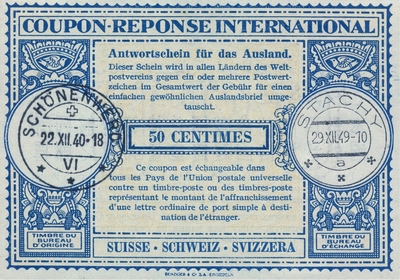 COUPON-REPONSE INTERNATIONAL
Antwortschein für das Ausland.
Dieser Schein wird in allen Ländern des Welt-
postvereins gegen ein oder mehrere Postwert-
zeichen im Gesamtwert der Gebühr für einen
einfachen gewöhnlichen Auslandsbrief umge-
tauscht.
50 CENTIMES
Ce coupon est échangeable dans
tous les Pays de l'Union postale universelle
contre un timbre-poste ou des timbres-poste
représentant le montant de l'affranchissement
d'une lettre ordinaire de port simple à destina-
tion de l'étranger.
SUISSE - SCHWEIZ - SVIZZERA
SCHÖNENWERD
22.XII.40-18
VI
TIMBRE DU
BUREAU
D'ORIGINE
STACHY
29.XII.49-10
a
TIMBRE DU
BUREAU
D'ÉCHANGE